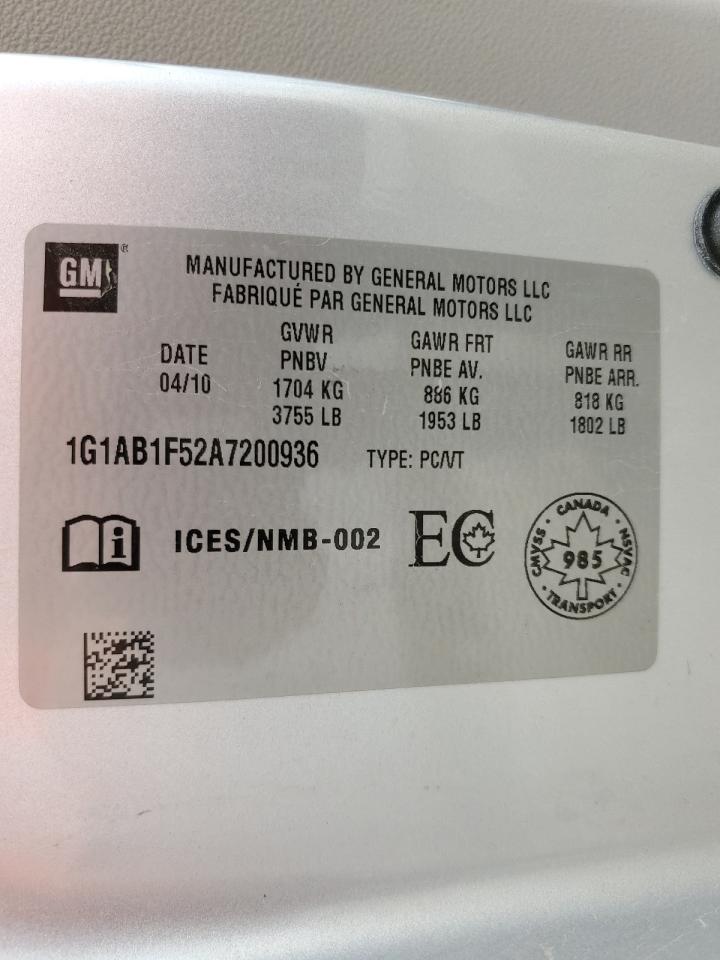 GM®
MANUFACTURED BY GENERAL MOTORS LLC
FABRIQUÉ PAR GENERAL MOTORS LLC
DATE
04/10
GVWR
PNBV
1704 KG
3755 LB
GAWR FRT
PNBE AV.
886 KG
1953 LB
GAWR RR
PNBE ARR.
818 KG
1802 LB
1G1AB1F52A7200936 TYPE: PC/VT
i ICES/NMB-002 EC
CANADA
CMVSS 985 NSVAC
TRANSPORT